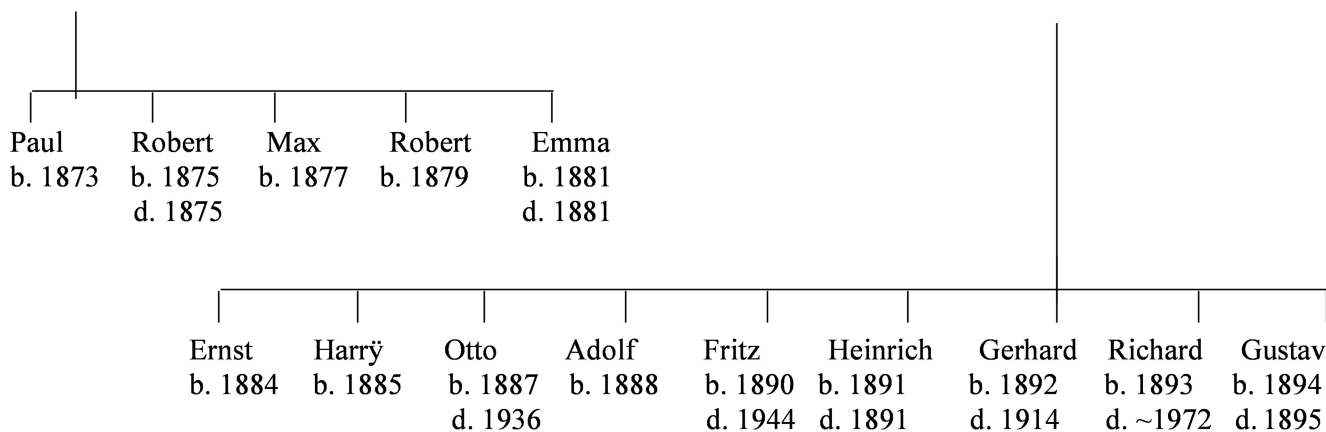 Paul Robert Max Robert Emma
b. 1873 b. 1875 b. 1877 b. 1879 b. 1881
d. 1875 d. 1881
Ernst Harrÿ Otto Adolf Fritz Heinrich Gerhard Richard Gustav
b. 1884 b. 1885 b. 1887 b. 1888 b. 1890 b. 1891 b. 1892 b. 1893 b. 1894
d. 1936 d. 1944 d. 1891 d. 1914 d. ~1972 d. 1895